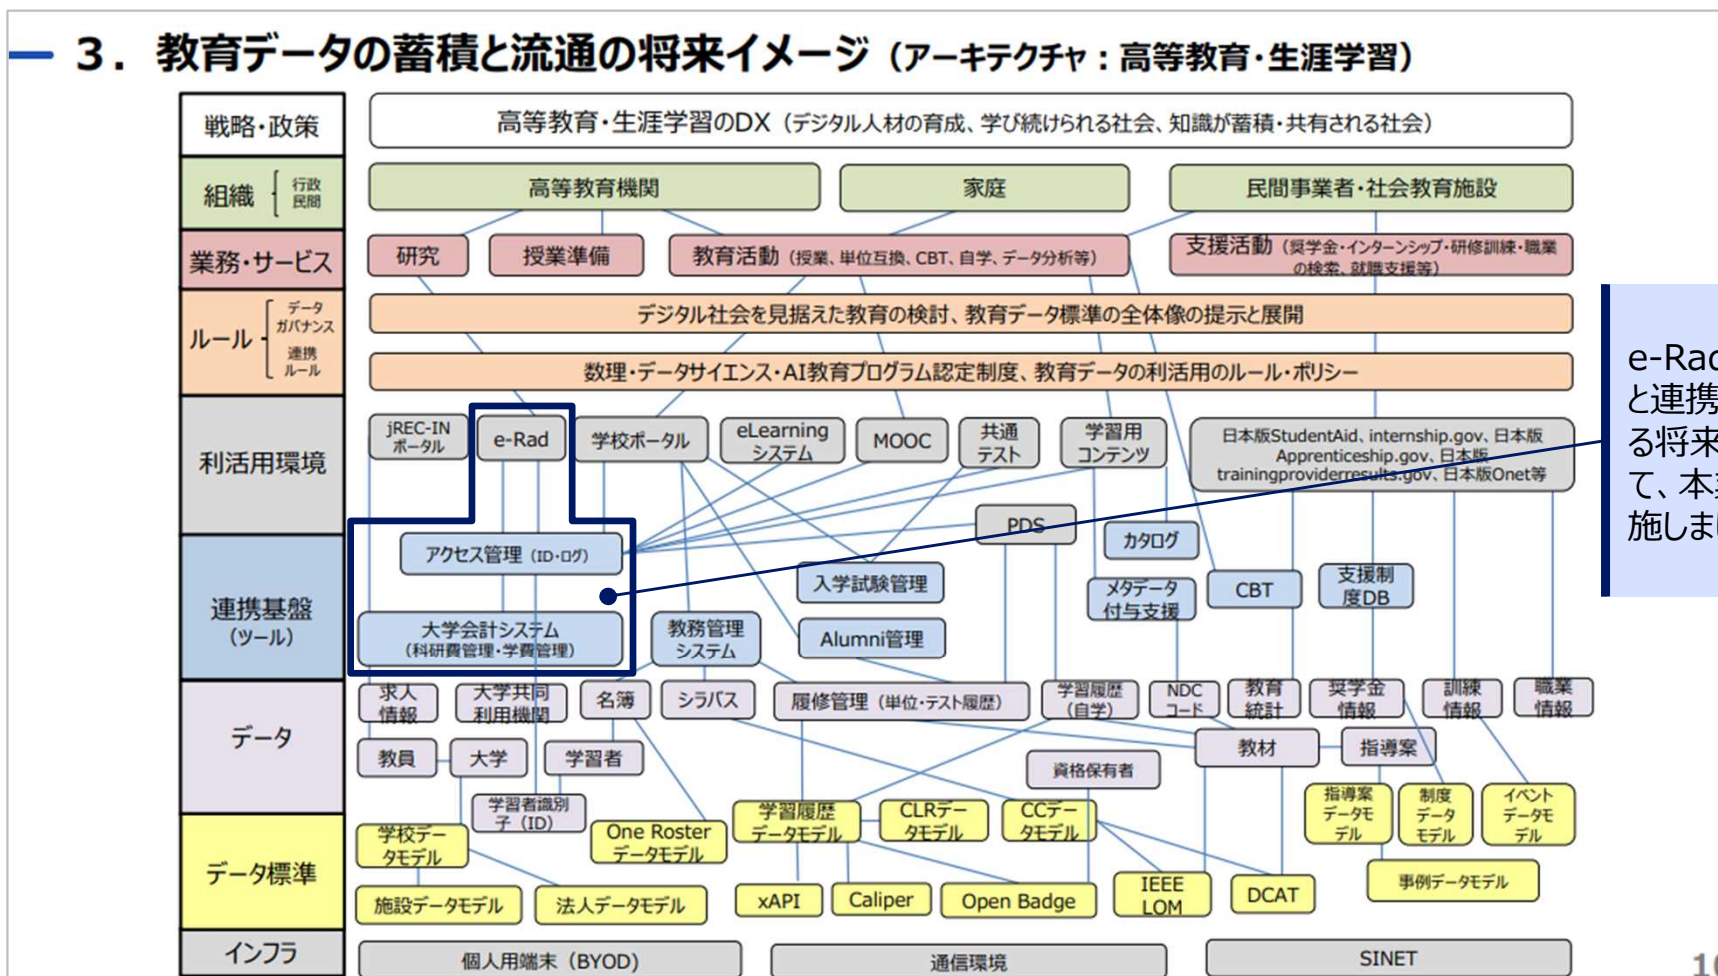 3. 教育データの蓄積と流通の将来イメージ（アーキテクチャ：高等教育・生涯学習）
戦略・政策
高等教育・生涯学習のDX（デジタル人材の育成、学び続けられる社会、知識が蓄積・共有される社会）
組織
行政
民間
高等教育機関
家庭
民間事業者・社会教育施設
業務・サービス
研究
授業準備
教育活動（授業、単位互換、CBT、自学、データ分析等）
支援活動（奨学金・インターンシップ・研修訓練・職業
の検索、就職支援等）
ルール
データ
ガバナンス
連携
ルール
デジタル社会を見据えた教育の検討、教育データ標準の全体像の提示と展開
数理・データサイエンス・AI教育プログラム認定制度、教育データの利活用のルール・ポリシー
利活用環境
jREC-IN
ポータル
e-Rad
学校ポータル
eLearning
システム
MOOC
共通
テスト
学習用
コンテンツ
日本版StudentAid、internship.gov、日本版
Apprenticeship.gov、日本版
trainingproviderresults.gov、日本版Onet等
PDS
連携基盤
（ツール）
アクセス管理（ID・ログ）
カタログ
入学試験管理
メタデータ
付与支援
CBT
支援制
度DB
大学会計システム
（科研費管理・学費管理）
教務管理
システム
Alumni管理
データ
求人
情報
大学共同
利用機関
名簿
シラバス
履修管理（単位・テスト履歴）
学習履歴
（自学）
NDC
コード
教育
統計
奨学金
情報
訓練
情報
職業
情報
教員
大学
学習者
資格保有者
教材
指導案
学習者識別
子（ID）
データ標準
学校デー
タモデル
One Roster
データモデル
学習履歴
データモデル
CLRデー
タモデル
CCデー
タモデル
指導案
データモ
デル
制度
データ
モデル
イベント
データモ
デル
施設データモデル
法人データモデル
xAPI
Caliper
Open Badge
IEEE
LOM
DCAT
事例データモデル
インフラ
個人用端末（BYOD）
通信環境
SINET
e-Rad
と連携
る将来
て、本
施しま